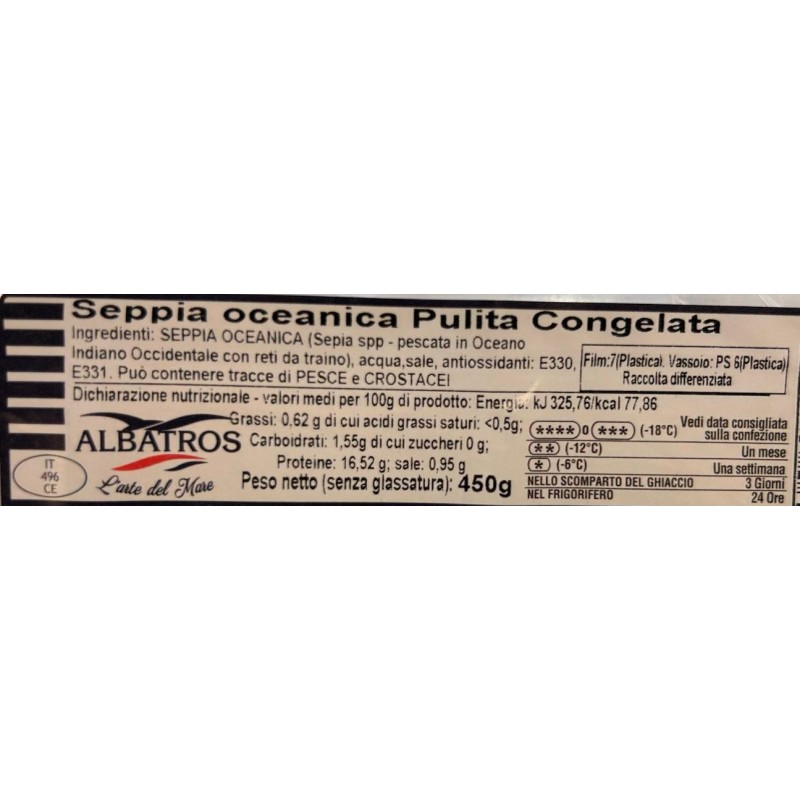 Seppia oceanica Pulita Congelata
Ingredienti: SEPPIA OCEANICA (Sepia spp - pescata in Oceano
Indiano Occidentale con reti da traino), acqua,sale, antiossidanti: E330,
E331. Può contenere tracce di PESCE e CROSTACEI
Film:7(Plastica). Vassoio: PS 6(Plastica)
Raccolta differenziata
Dichiarazione nutrizionale - valori medi per 100g di prodotto: Energia: kJ 325,76/kcal 77,86
Grassi: 0,62 g di cui acidi grassi saturi: <0,5g;
Carboidrati: 1,55g di cui zuccheri 0 g;
Proteine: 16,52 g; sale: 0,95 g
Peso netto (senza glassatura): 450g
ALBATROS
L'arte del Mare
IT
496
CE
(****)O(***) (-18°C) Vedi data consigliata
sulla confezione
(**) (-12°C) Un mese
(*) (-6°C) Una settimana
NELLO SCOMPARTO DEL GHIACCIO 3 Giorni
NEL FRIGORIFERO 24 Ore